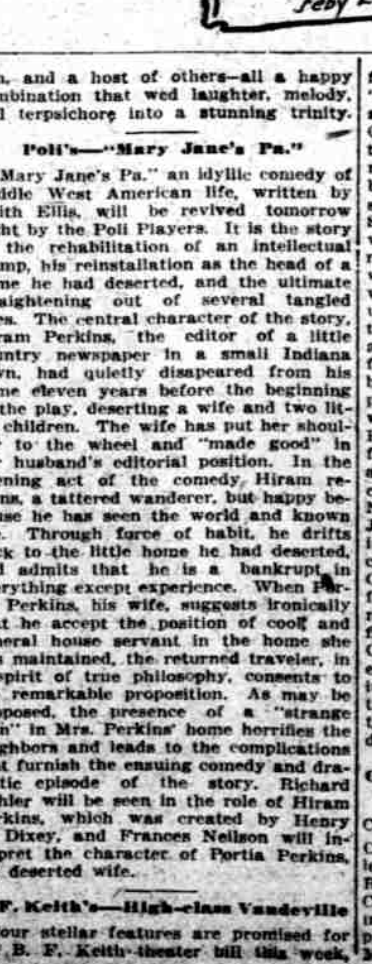 Feby 2
, and a host of others—all a happy
mbination that wed laughter, melody,
terpsichore into a stunning trinity.
Poli's—"Mary Jane's Pa."
Mary Jane's Pa." an idyllic comedy of
ddle West American life, written by
ith Ellis, will be revived tomorrow
ht by the Poli Players. It is the story
the rehabilitation of an intellectual
mp, his reinstallation as the head of a
me he had deserted, and the ultimate
aightening out of several tangled
es. The central character of the story,
ram Perkins, the editor of a little
untry newspaper in a small Indiana
wn, had quietly disapeared from his
me eleven years before the beginning
the play, deserting a wife and two lit-
children. The wife has put her shoul-
to the wheel and "made good" in
husband's editorial position. In the
ening act of the comedy, Hiram re-
ns, a tattered wanderer, but happy be-
use he has seen the world and known
. Through force of habit, he drifts
ck to the little home he had deserted,
admits that he is a bankrupt in
erything except experience. When Por-
Perkins, his wife, suggests ironically
t he accept the position of cook and
neral house servant in the home she
s maintained, the returned traveler, in
spirit of true philosophy, consents to
remarkable proposition. As may be
pposed, the presence of a "strange
n" in Mrs. Perkins' home horrifies the
ighbors and leads to the complications
t furnish the ensuing comedy and dra-
tic episode of the story. Richard
hler will be seen in the role of Hiram
rkins, which was created by Henry
Dixey, and Frances Neilson will in-
pret the character of Portia Perkins,
deserted wife.
F. Keith's—High-class Vaudeville
our stellar features are promised for
B. F. Keith theater bill this week,